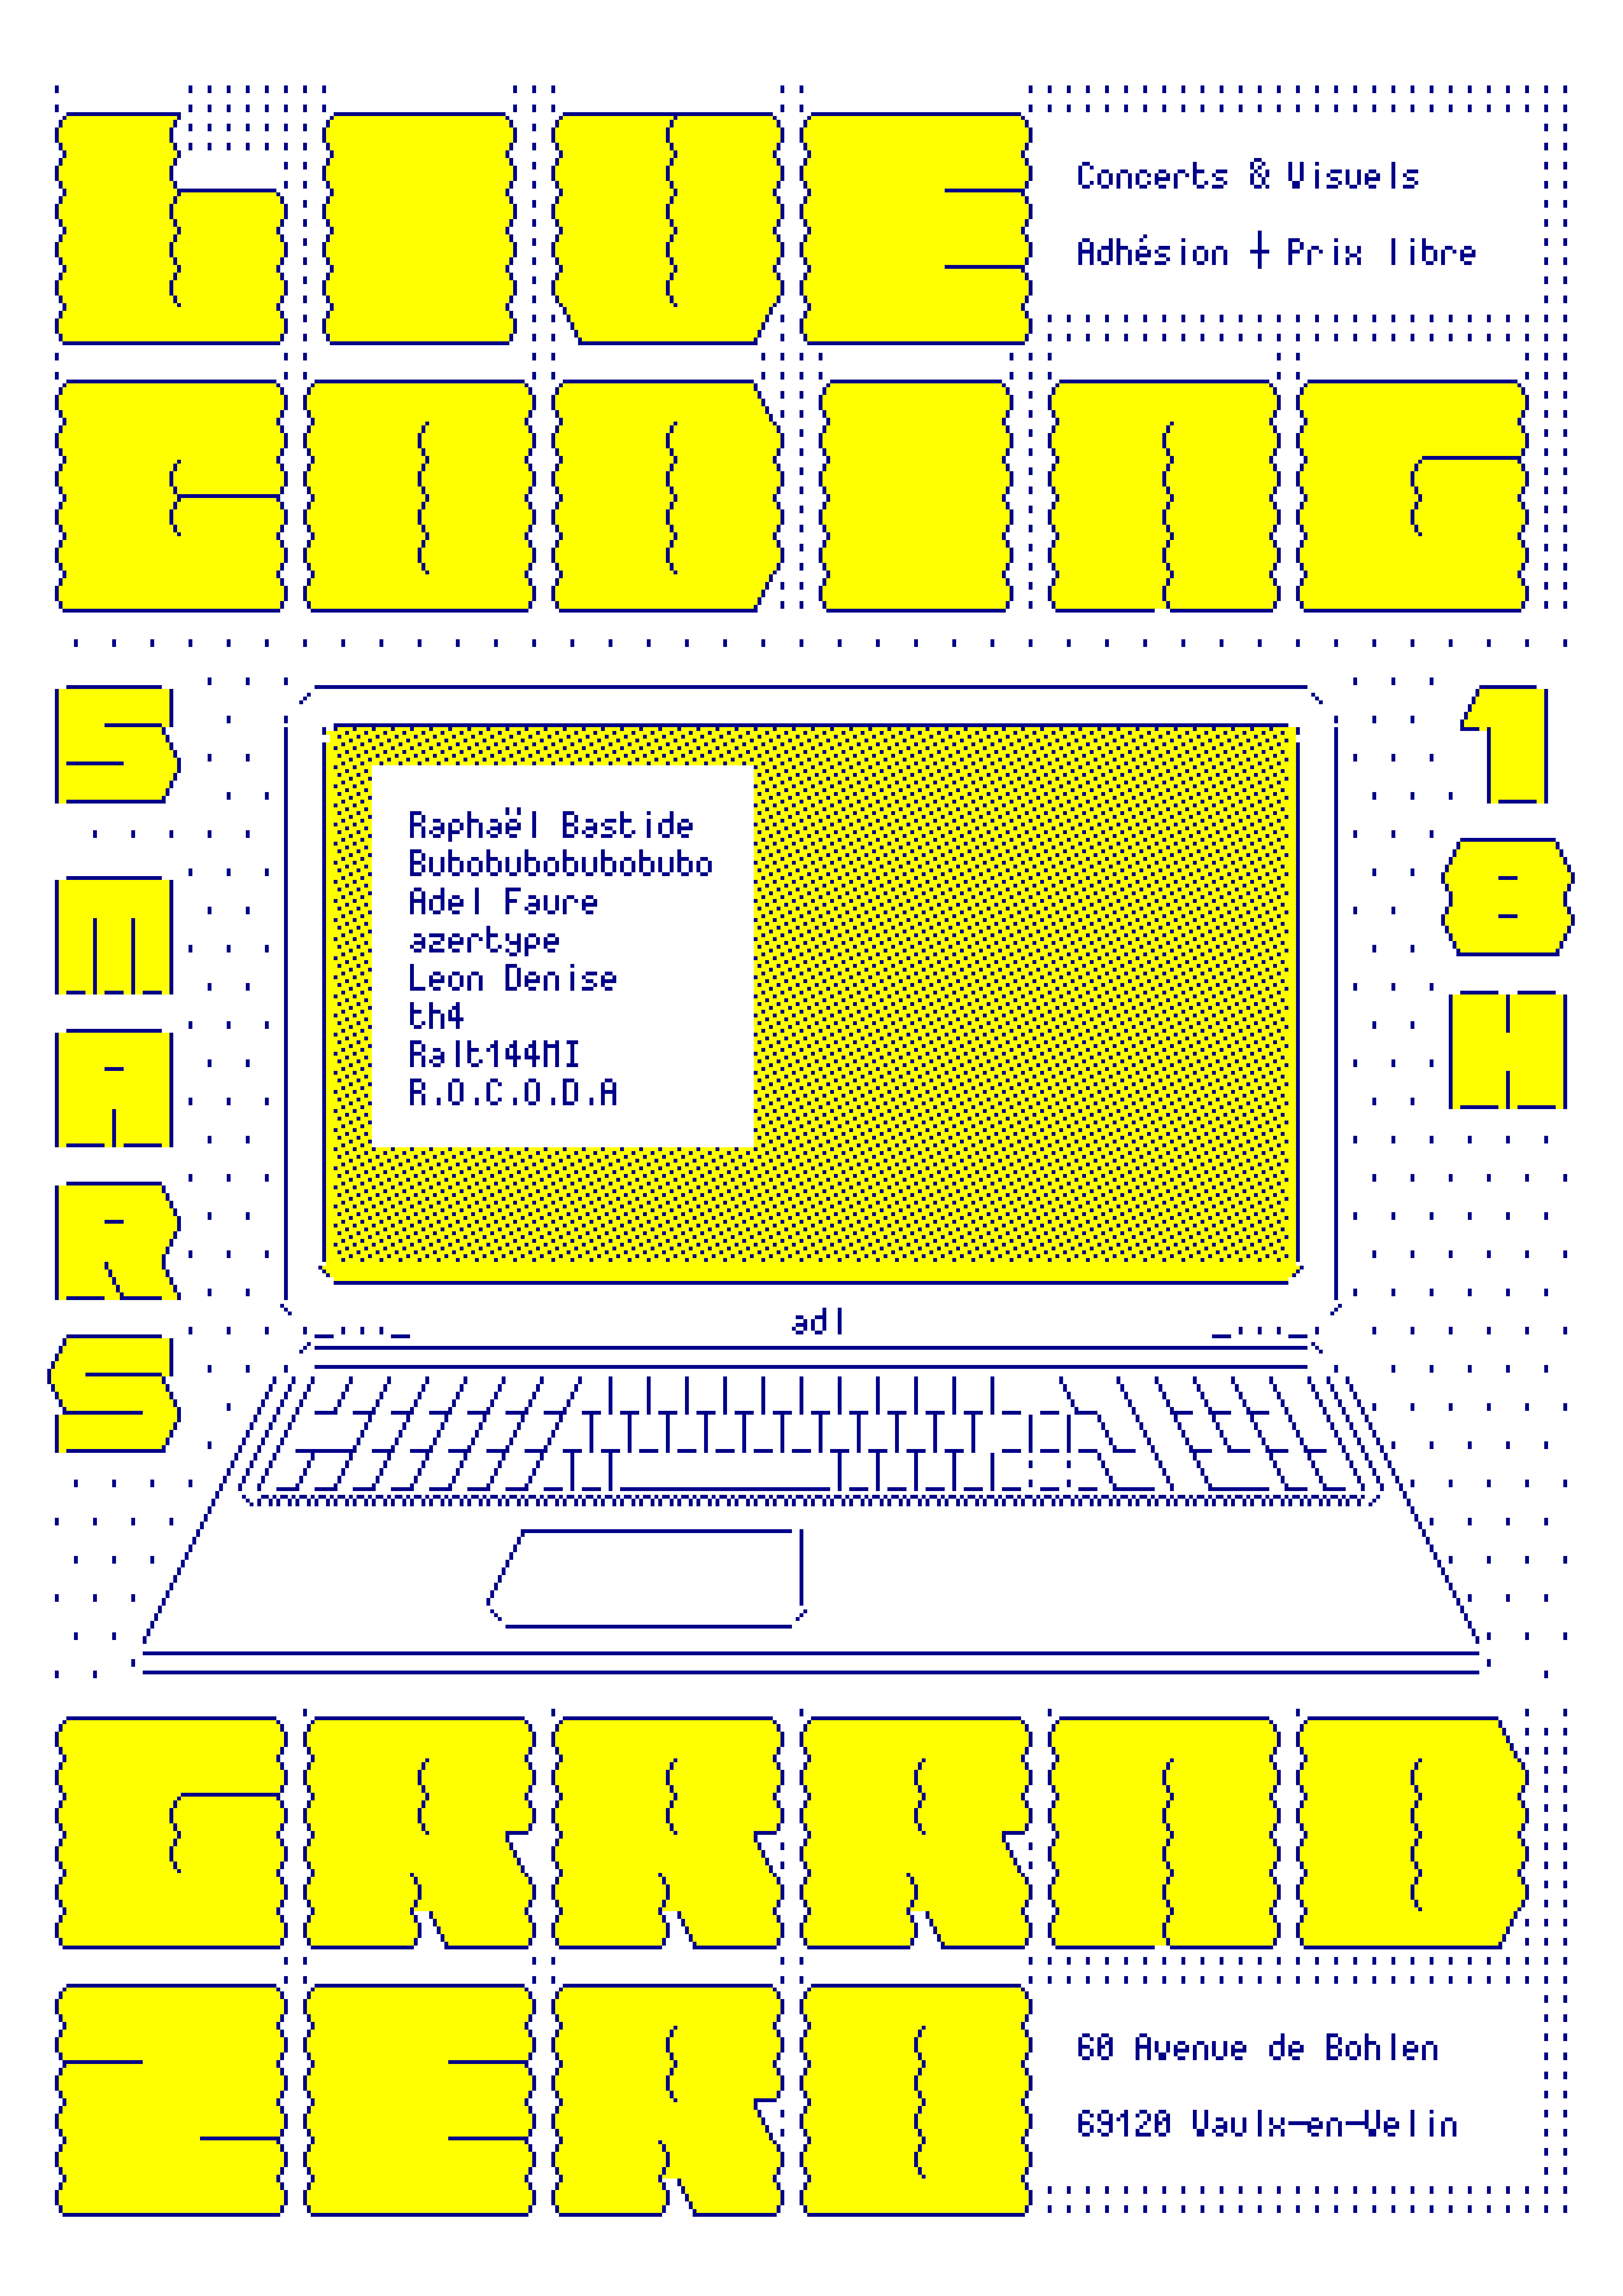 LIVE
Concerts & Visuels
Adhésion + Prix libre
CODING
5
MARS
18H
Raphaël Bastide
Bubobubobubobubo
Adel Faure
azertype
Leon Denise
th4
Ralt144MI
R.O.C.O.D.A
adl
GRRRND
ZERO
60 Avenue de Bohlen
69120 Vaulx-en-Velin